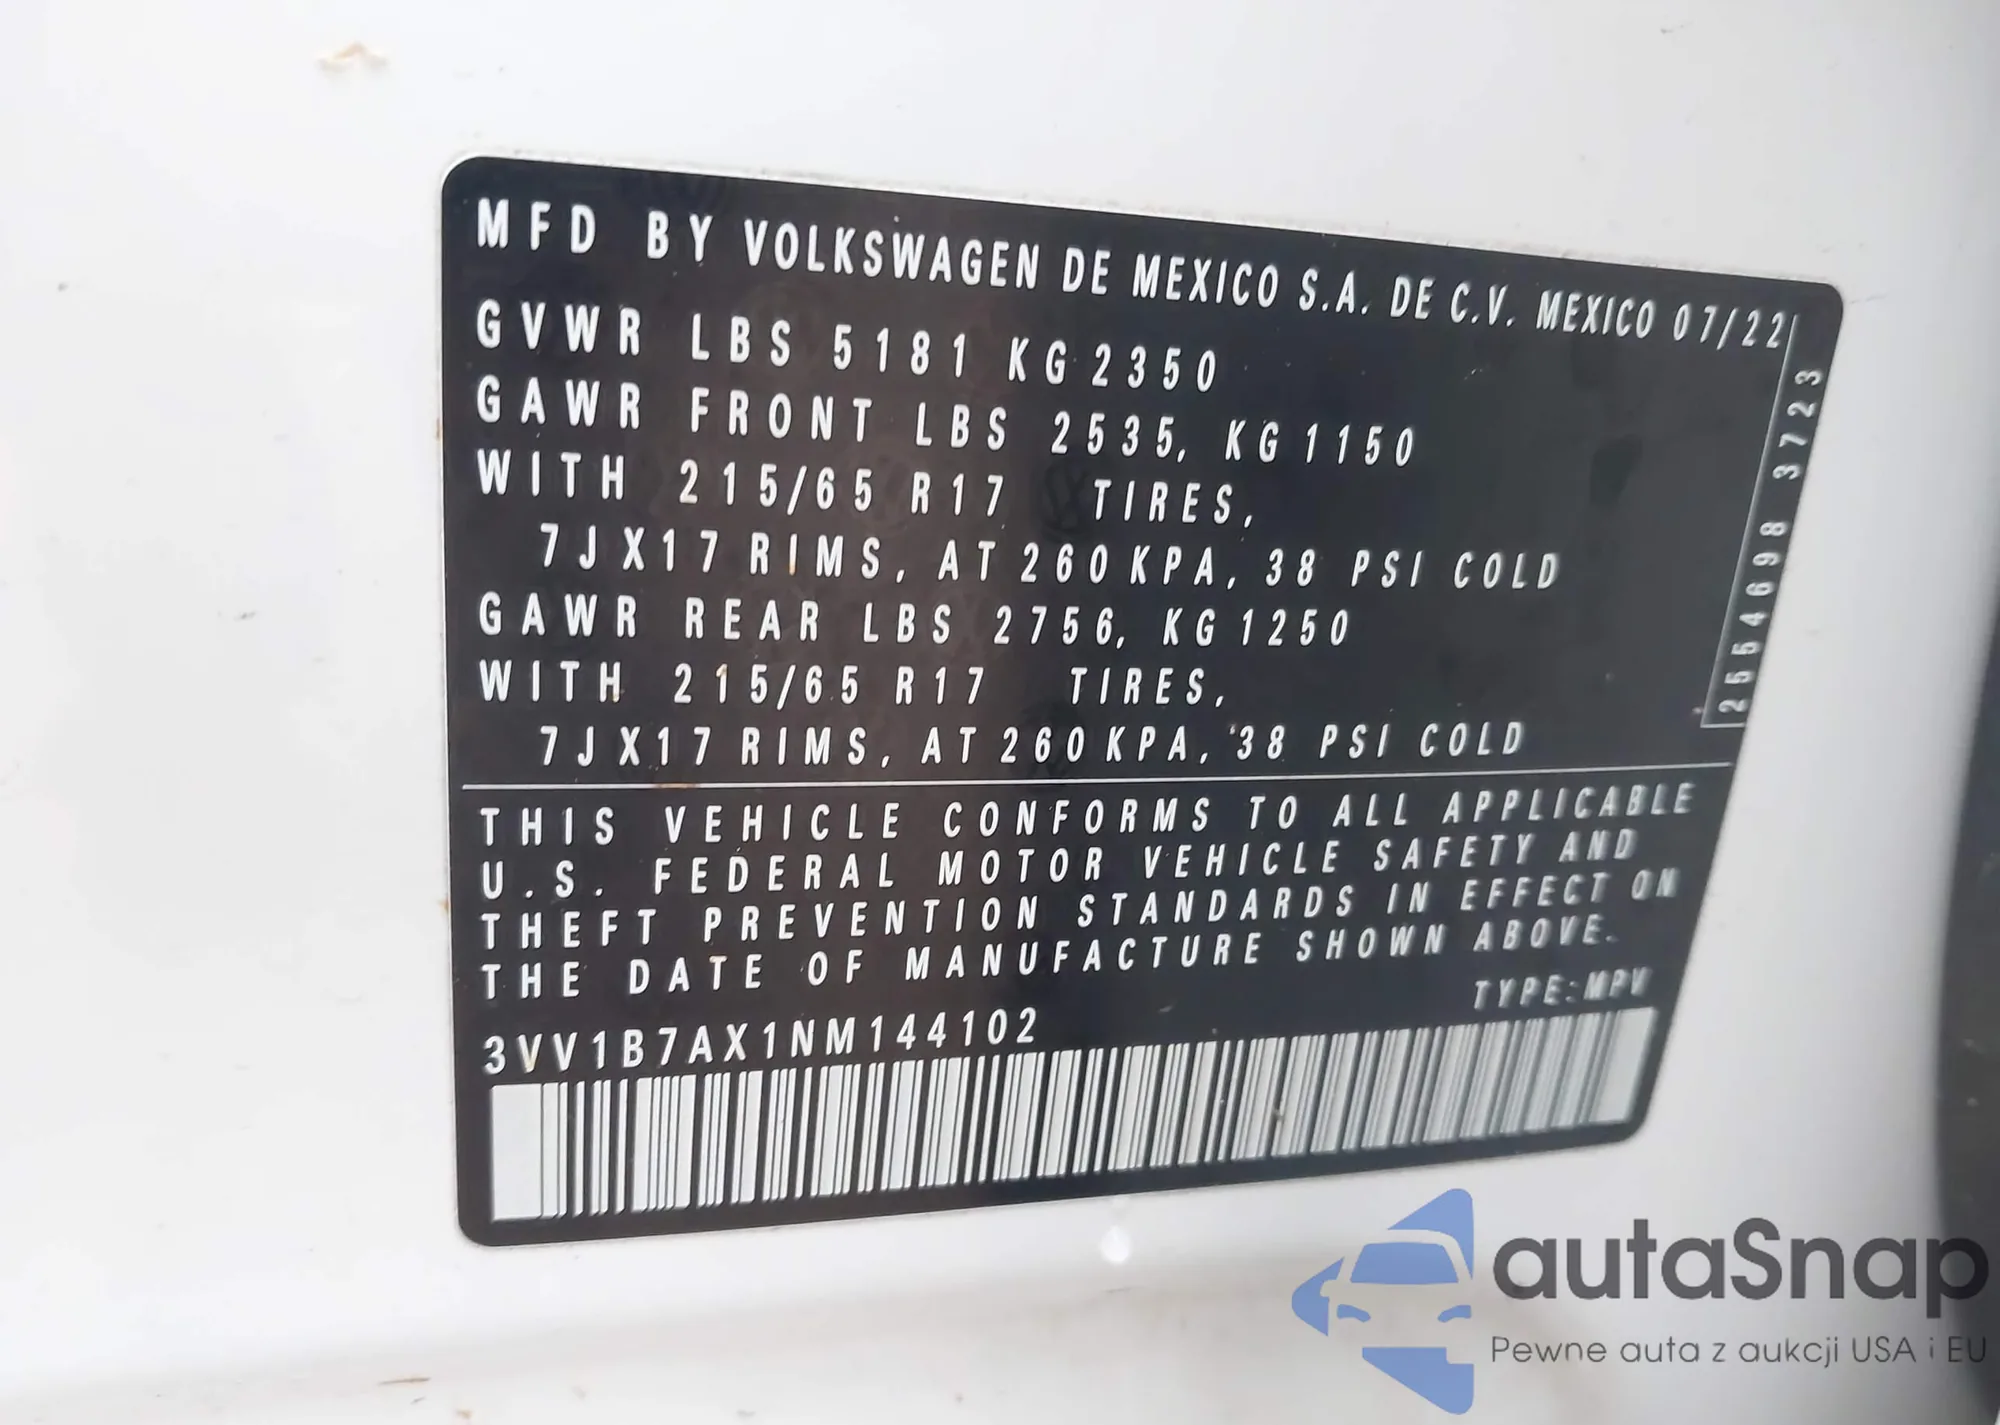 MFD BY VOLKSWAGEN DE MEXICO S.A. DE C.V. MEXICO 07/22
GVWR LBS 5181 KG 2350
GAWR FRONT LBS 2535, KG 1150
WITH 215/65 R17 TIRES,
7J X17 RIMS, AT 260 KPA, 38 PSI COLD
GAWR REAR LBS 2756, KG 1250
WITH 215/65 R17 TIRES,
7J X17 RIMS, AT 260 KPA, 38 PSI COLD
2554698 3723
THIS VEHICLE CONFORMS TO ALL APPLICABLE
U.S. FEDERAL MOTOR VEHICLE SAFETY AND
THEFT PREVENTION STANDARDS IN EFFECT ON
THE DATE OF MANUFACTURE SHOWN ABOVE.
TYPE:MPV
3VV1B7AX1NM144102
autaSnap
Pewne auta z aukcji USA i EU